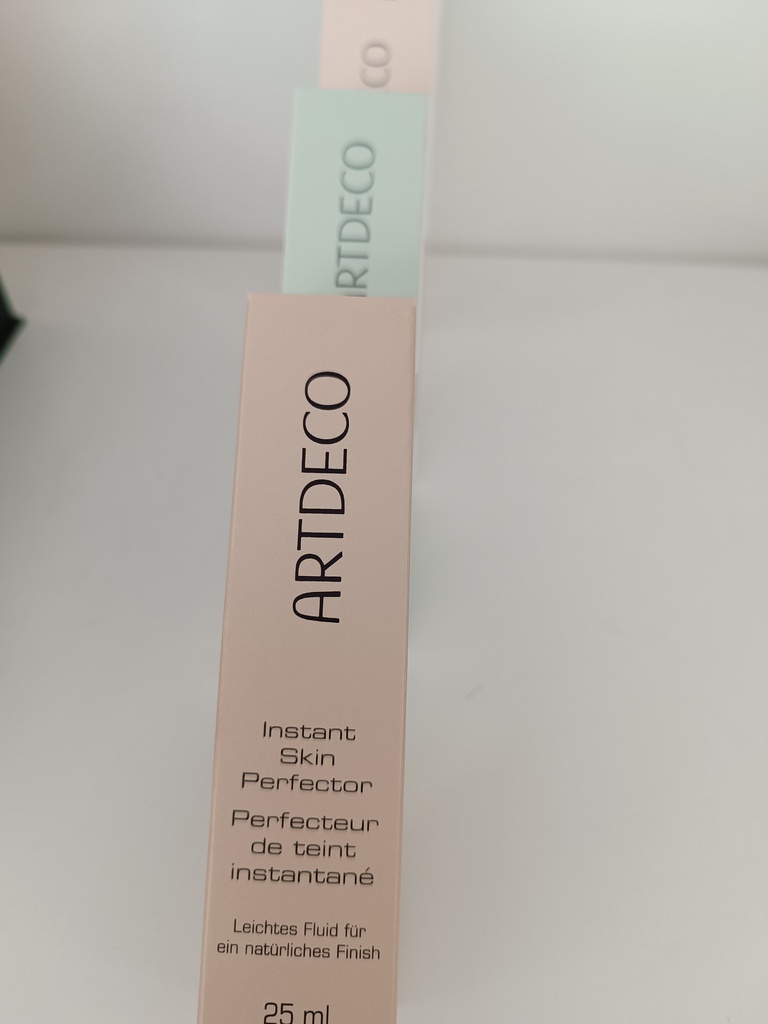 CO
ARTDECO
ARTDECO
Instant
Skin
Perfector
Perfecteur
de teint
instantané
Leichtes Fluid für
ein natürliches Finish
25 ml